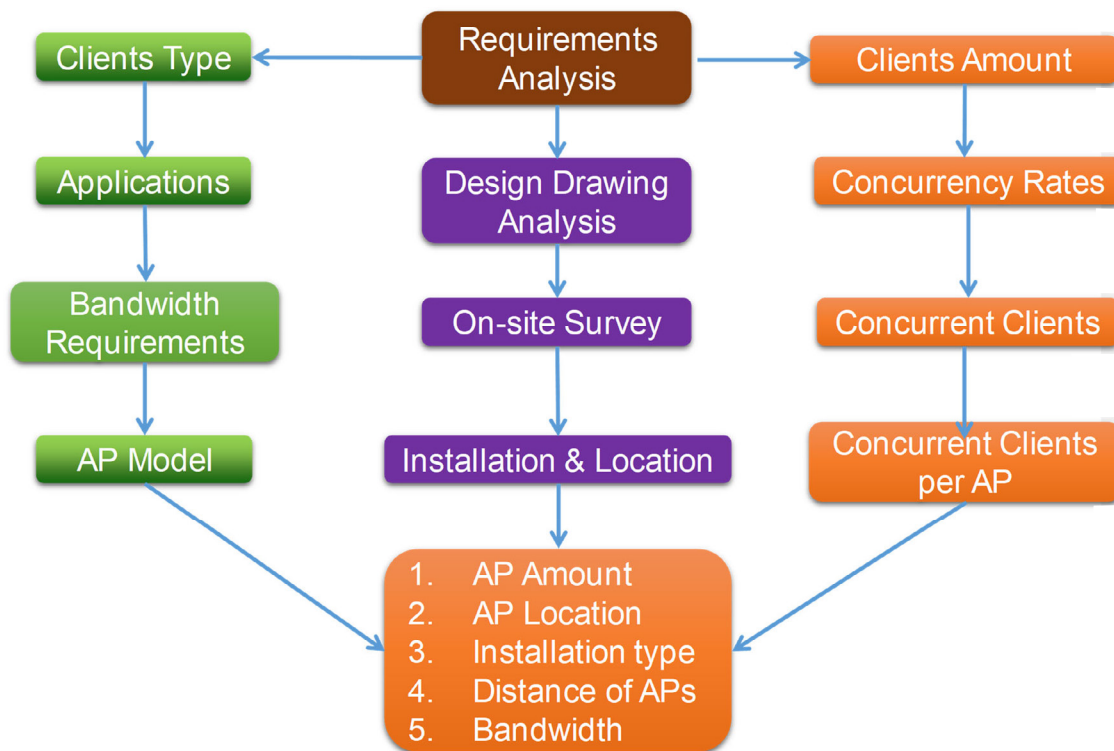 Clients Type
Requirements
Analysis
Clients Amount
Applications
Design Drawing
Analysis
Concurrency Rates
Bandwidth
Requirements
On-site Survey
Concurrent Clients
AP Model
Installation & Location
Concurrent Clients
per AP
1. AP Amount
2. AP Location
3. Installation type
4. Distance of APs
5. Bandwidth